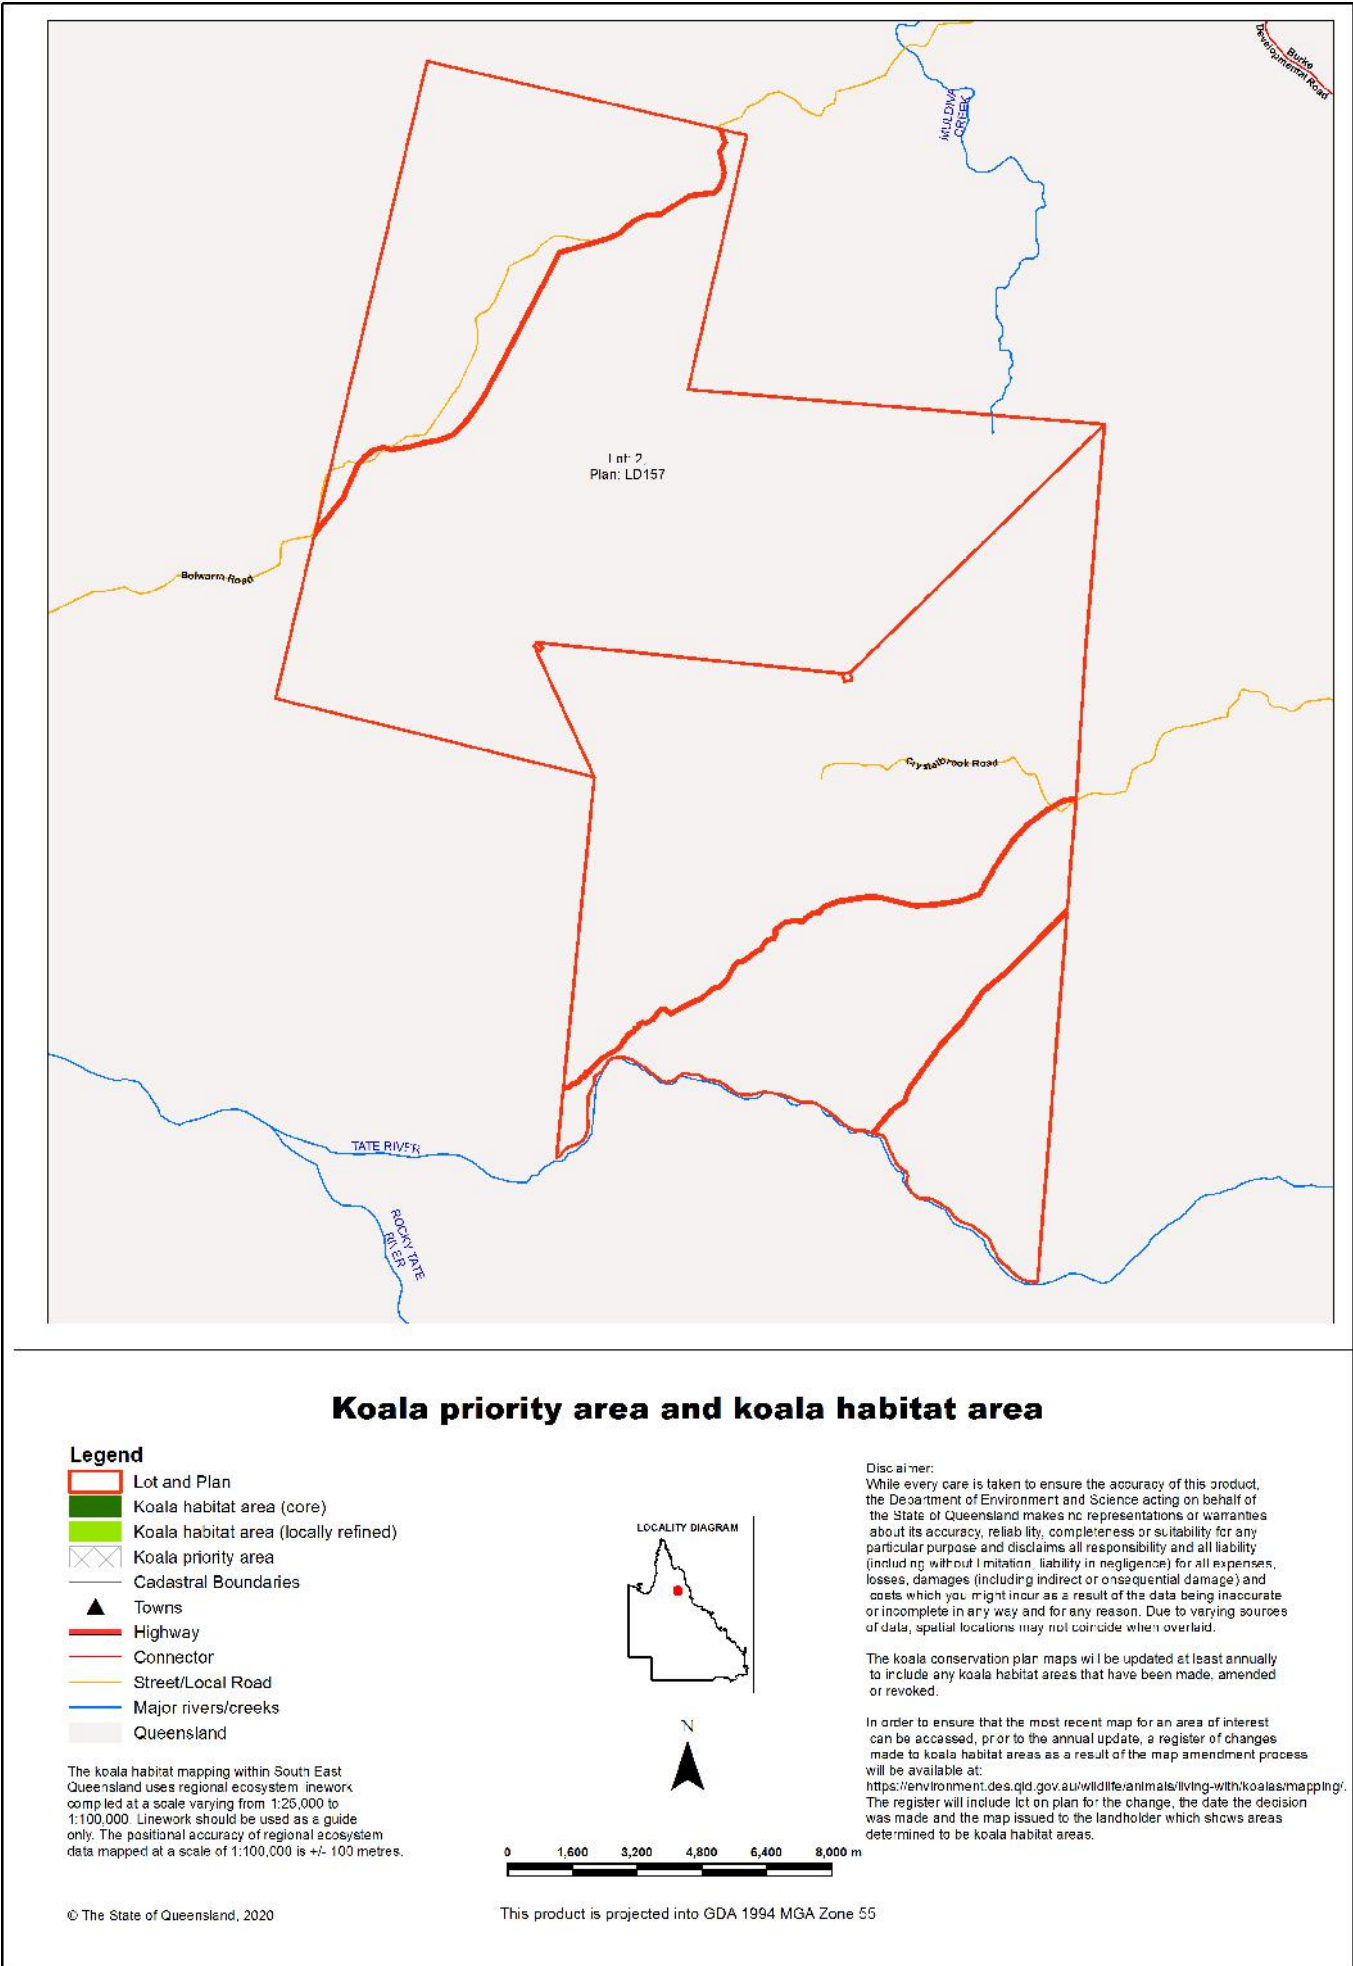 Burke
Developmental Road
MULDIVA
CREEK
Lot: 2,
Plan: LD157
Bolwarra Road
Crystalbrook Road
TATE RIVER
ROCKY TATE
RIVER
Koala priority area and koala habitat area
Legend
Lot and Plan
Koala habitat area (core)
Koala habitat area (locally refined)
Koala priority area
Cadastral Boundaries
Towns
Highway
Connector
Street/Local Road
Major rivers/creeks
Queensland
The koala habitat mapping within South East
Queensland uses regional ecosystem linework
compiled at a scale varying from 1:25,000 to
1:100,000. Linework should be used as a guide
only. The positional accuracy of regional ecosystem
data mapped at a scale of 1:100,000 is +/- 100 metres.
© The State of Queensland, 2020
LOCALITY DIAGRAM
N
0 1,600 3,200 4,800 6,400 8,000 m
This product is projected into GDA 1994 MGA Zone 55
Disclaimer:
While every care is taken to ensure the accuracy of this product,
the Department of Environment and Science acting on behalf of
the State of Queensland makes no representations or warranties
about its accuracy, reliability, completeness or suitability for any
particular purpose and disclaims all responsibility and all liability
(including without limitation, liability in negligence) for all expenses,
losses, damages (including indirect or onsequential damage) and
costs which you might incur as a result of the data being inaccurate
or incomplete in any way and for any reason. Due to varying sources
of data, spatial locations may not coincide when overlaid.
The koala conservation plan maps will be updated at least annually
to include any koala habitat areas that have been made, amended
or revoked.
In order to ensure that the most recent map for an area of interest
can be accassed, prior to the annual update, a register of changes
made to koala habitat areas as a result of the map amendment process
will be available at:
https://environment.des.qld.gov.au/wildlife/animals/living-with/koalas/mapping/.
The register will include lot on plan for the change, the date the decision
was made and the map issued to the landholder which shows areas
determined to be koala habitat areas.